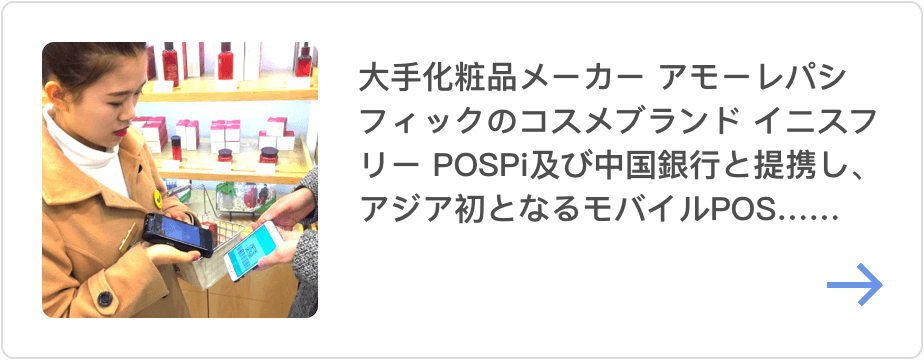 大手化粧品メーカー アモーレパシ
フィックのコスメブランド イニスフ
リー POSPi及び中国銀行と提携し、
アジア初となるモバイルPOS……